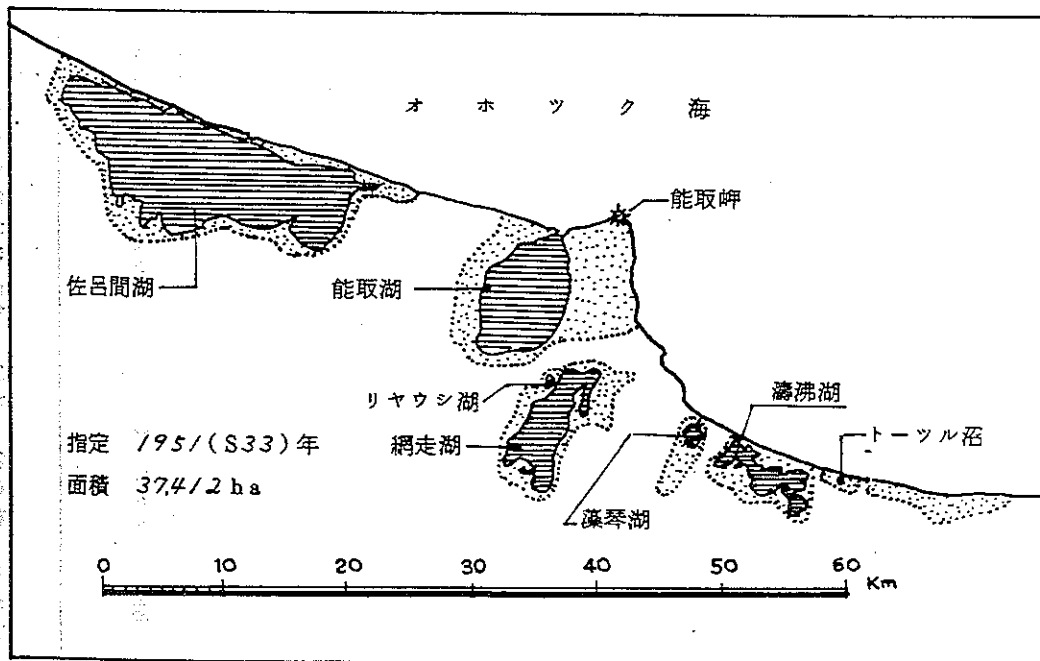 オホツク海
能取岬
佐呂間湖
能取湖
リヤウシ湖
濤沸湖
指定 1951(S33)年
網走湖
トーツル沼
面積 37,412 ha
藻琴湖
0 10 20 30 40 50 60
Km